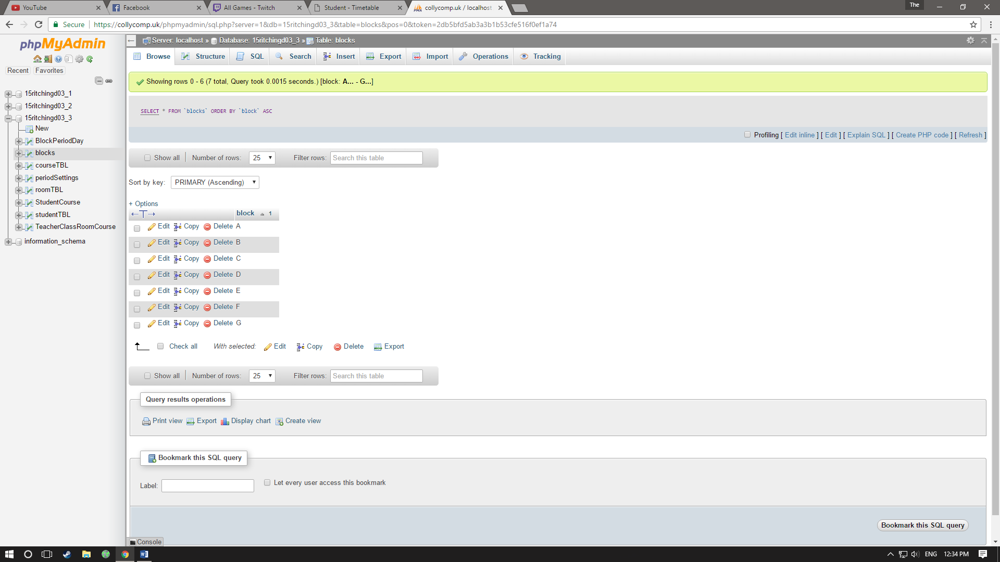 YouTube
Facebook
All Games - Twitch
Student - Timetable
collycomp.uk / localhost
The
Secure https://collycomp.uk/phpmyadmin/sql.php?server=1&db=15ritchingd03_3&table=blocks&pos=0&token=2db5bfd5ab3a3b1b53cfe516f0ef1a74
phpMyAdmin
Recent Favorites
15ritchingd03_1
15ritchingd03_2
15ritchingd03_3
New
BlockPeriodDay
blocks
courseTBL
periodSettings
roomTBL
StudentCourse
studentTBL
TeacherClassRoomCourse
information_schema
Server: localhost » Database: 15ritchingd03_3 » Table: blocks
Browse Structure SQL Search Insert Export Import Operations Tracking
Showing rows 0 - 6 (7 total, Query took 0.0015 seconds.) [block: A... - G...]
SELECT * FROM `blocks` ORDER BY `block` ASC
Profiling [ Edit inline ] [ Edit ] [ Explain SQL ] [ Create PHP code ] [ Refresh ]
Show all Number of rows: 25 Filter rows: Search this table
Sort by key: PRIMARY (Ascending)
+ Options
←T→ block 1
Edit Copy Delete A
Edit Copy Delete B
Edit Copy Delete C
Edit Copy Delete D
Edit Copy Delete E
Edit Copy Delete F
Edit Copy Delete G
Check all With selected: Edit Copy Delete Export
Show all Number of rows: 25 Filter rows: Search this table
Query results operations
Print view Export Display chart Create view
Bookmark this SQL query
Label: Let every user access this bookmark
Bookmark this SQL query
Console
ENG 12:34 PM